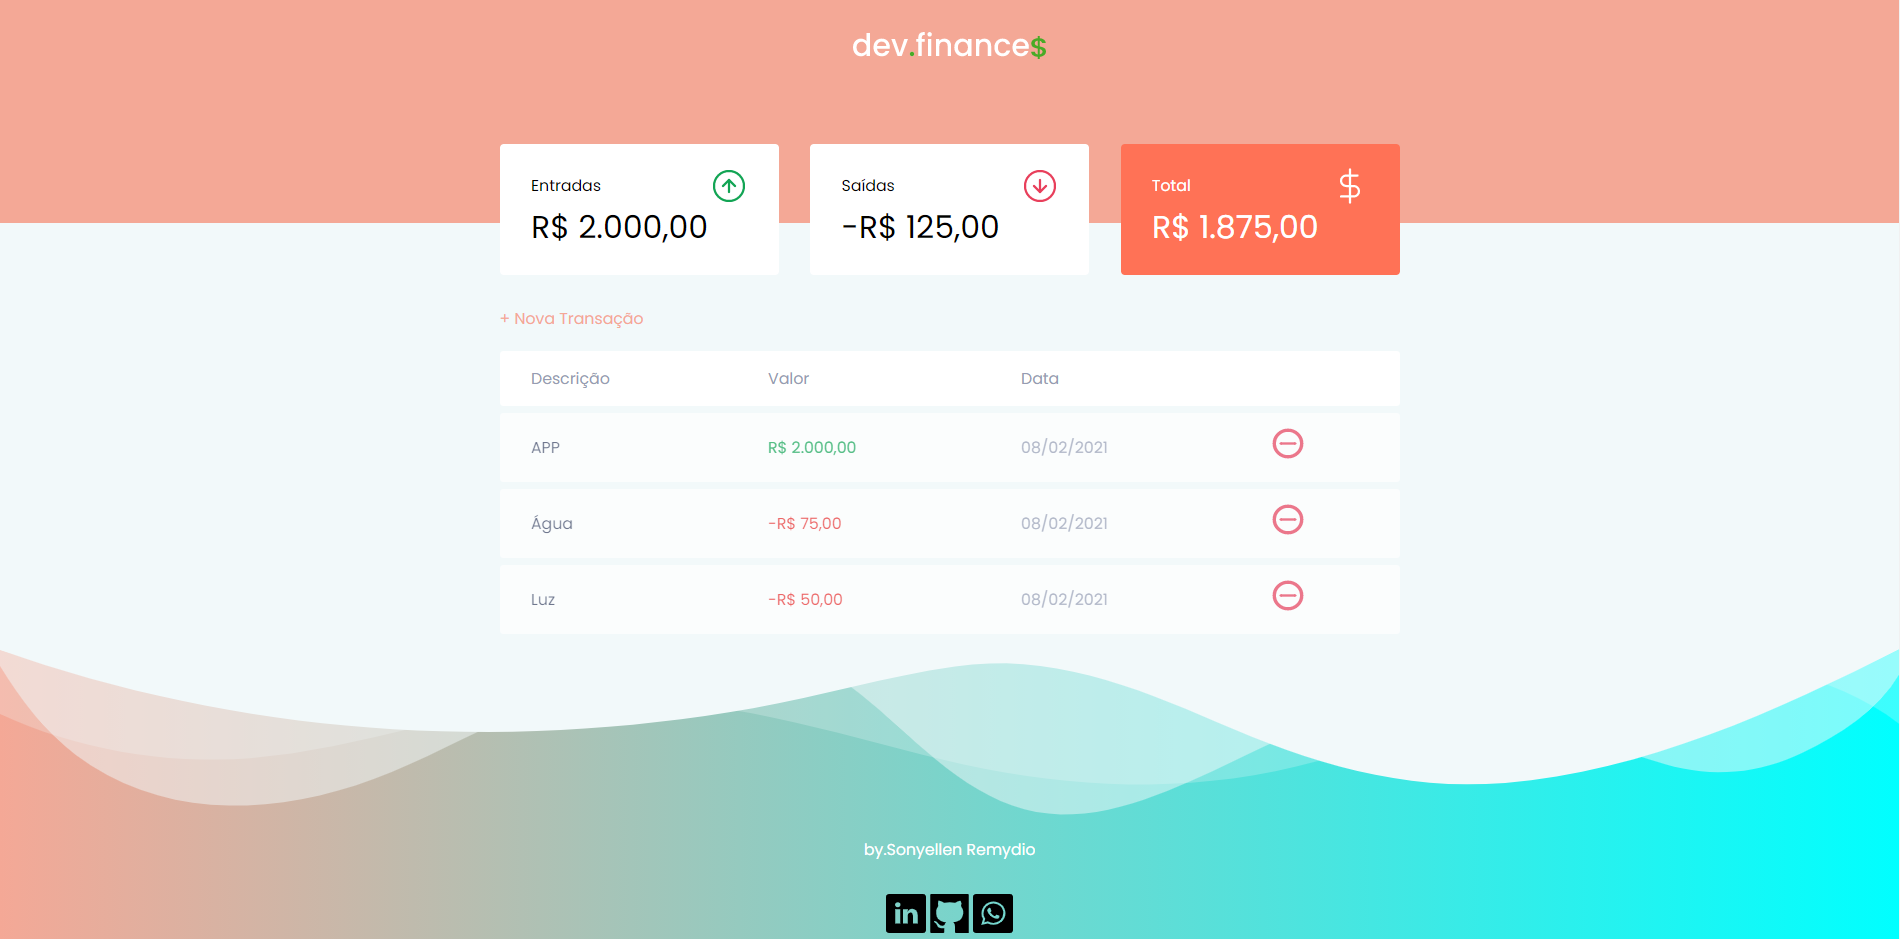 dev.finance$
Entradas
R$ 2.000,00
Saídas
-R$ 125,00
Total
$
R$ 1.875,00
+ Nova Transação
Descrição Valor Data
APP R$ 2.000,00 08/02/2021
Água -R$ 75,00 08/02/2021
Luz -R$ 50,00 08/02/2021
by.Sonyellen Remydio
in